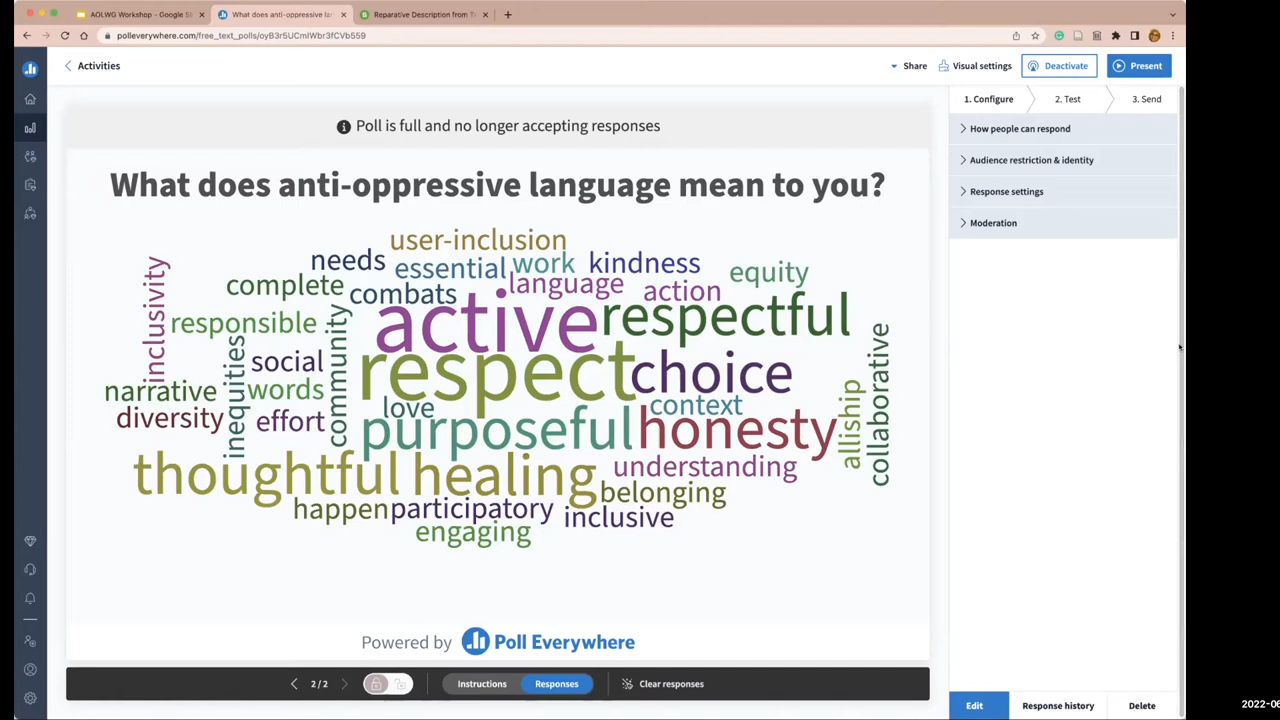 AOLWG Workshop - Google Sl
What does anti-oppressive lan
Reparative Description from T
polleverywhere.com/free_text_polls/oyB3r5UCmlWbr3fCVb559
Activities
Share
Visual settings
Deactivate
Present
1. Configure
2. Test
3. Send
Poll is full and no longer accepting responses
How people can respond
Audience restriction & identity
Response settings
Moderation
What does anti-oppressive language mean to you?
user-inclusion
needs
essential
work
kindness
equity
complete
combats
language
action
inclusivity
responsible
active
respectful
community
social
respect
choice
inequities
narrative
words
love
context
collaborative
diversity
effort
purposeful
honesty
alliship
thoughtful
healing
understanding
belonging
happen
participatory
inclusive
engaging
Powered by Poll Everywhere
2 / 2
Instructions
Responses
Clear responses
Edit
Response history
Delete